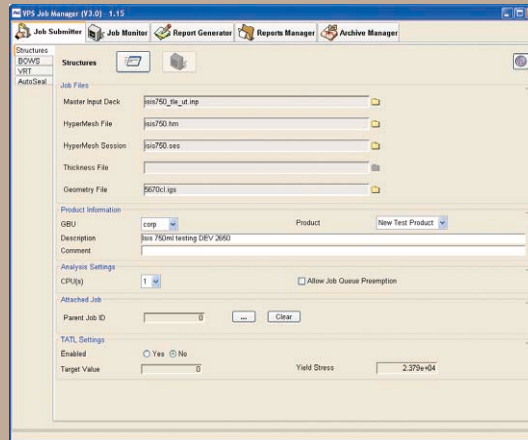 VPS Job Manager (V3.0) - 1.15
Job Submitter Job Monitor Report Generator Reports Manager Archive Manager
Structures
BOWS
VRT
AutoSeal
Structures
Job Files
Master Input Deck isis750_tle_ut.inp
HyperMesh File isis750.hm
HyperMesh Session isis750.ses
Thickness File
Geometry File 5670cl.igs
Product Information
GBU corp Product New Test Product
Description Isis 750ml testing DEV 2650
Comment
Analysis Settings
CPU(s) 1 Allow Job Queue Preemption
Attached Job
Parent Job ID 0 ... Clear
TATL Settings
Enabled Yes No
Target Value 0 Yield Stress 2.379e+04